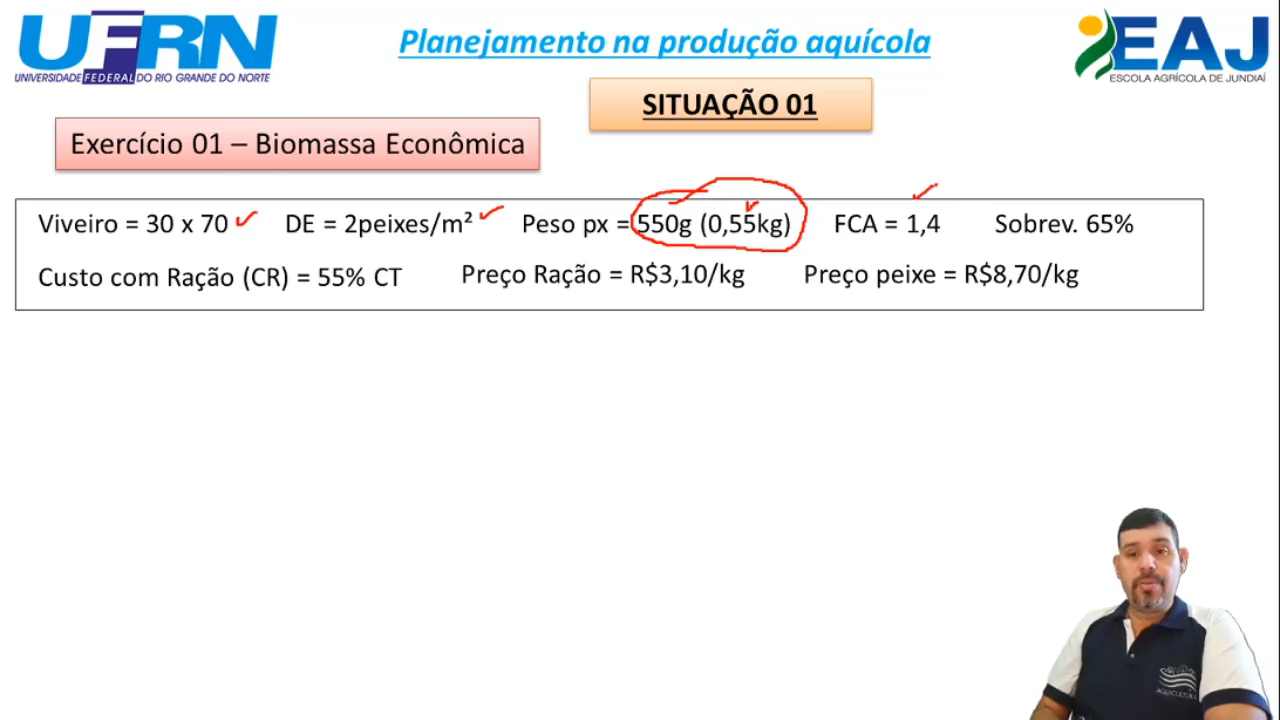 UFRN
UNIVERSIDADE FEDERAL DO RIO GRANDE DO NORTE
Planejamento na produção aquícola
EAJ
ESCOLA AGRÍCOLA DE JUNDIAÍ
SITUAÇÃO 01
Exercício 01 – Biomassa Econômica
Viveiro = 30 x 70 DE = 2peixes/m² Peso px = 550g (0,55kg) FCA = 1,4 Sobrev. 65%
Custo com Ração (CR) = 55% CT Preço Ração = R$3,10/kg Preço peixe = R$8,70/kg